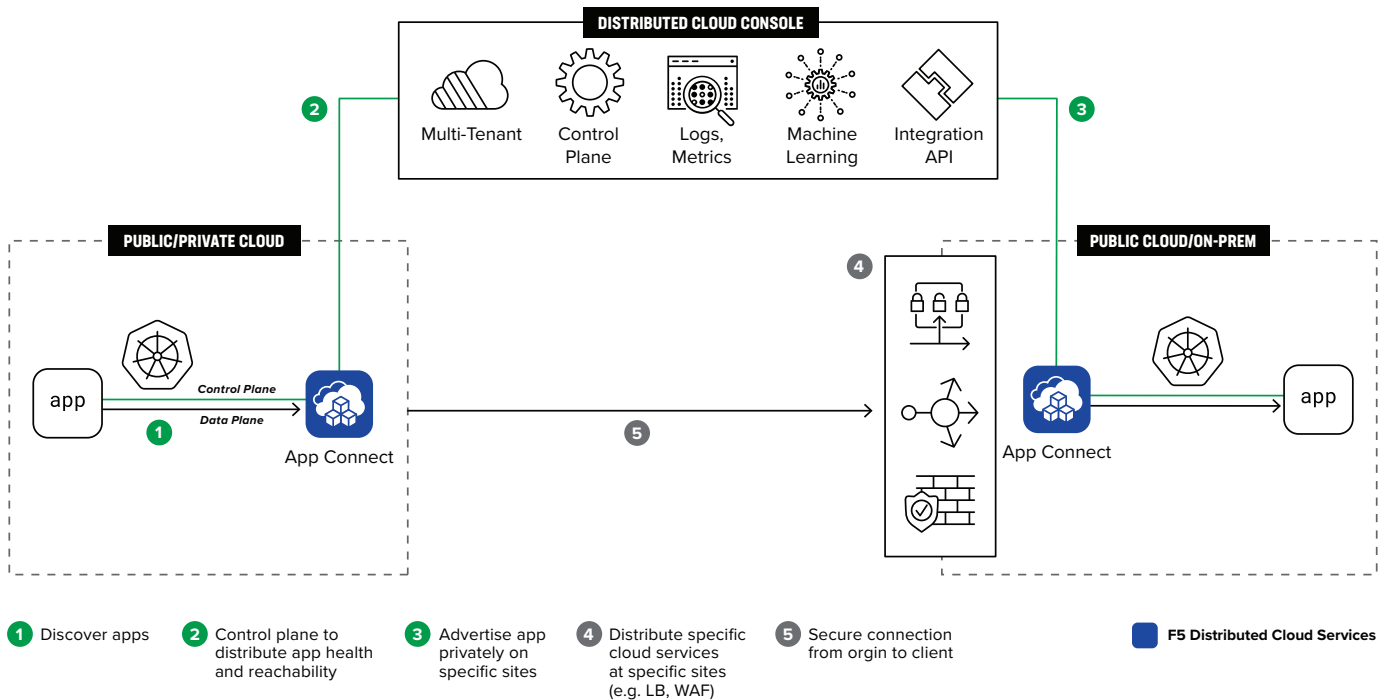 DISTRIBUTED CLOUD CONSOLE
Multi-Tenant
Control
Plane
Logs,
Metrics
Machine
Learning
Integration
API
2
3
PUBLIC/PRIVATE CLOUD
PUBLIC CLOUD/ON-PREM
4
app
Control Plane
Data Plane
1
App Connect
5
App Connect
app
1 Discover apps
2 Control plane to
distribute app health
and reachability
3 Advertise app
privately on
specific sites
4 Distribute specific
cloud services
at specific sites
(e.g. LB, WAF)
5 Secure connection
from orgin to client
F5 Distributed Cloud Services